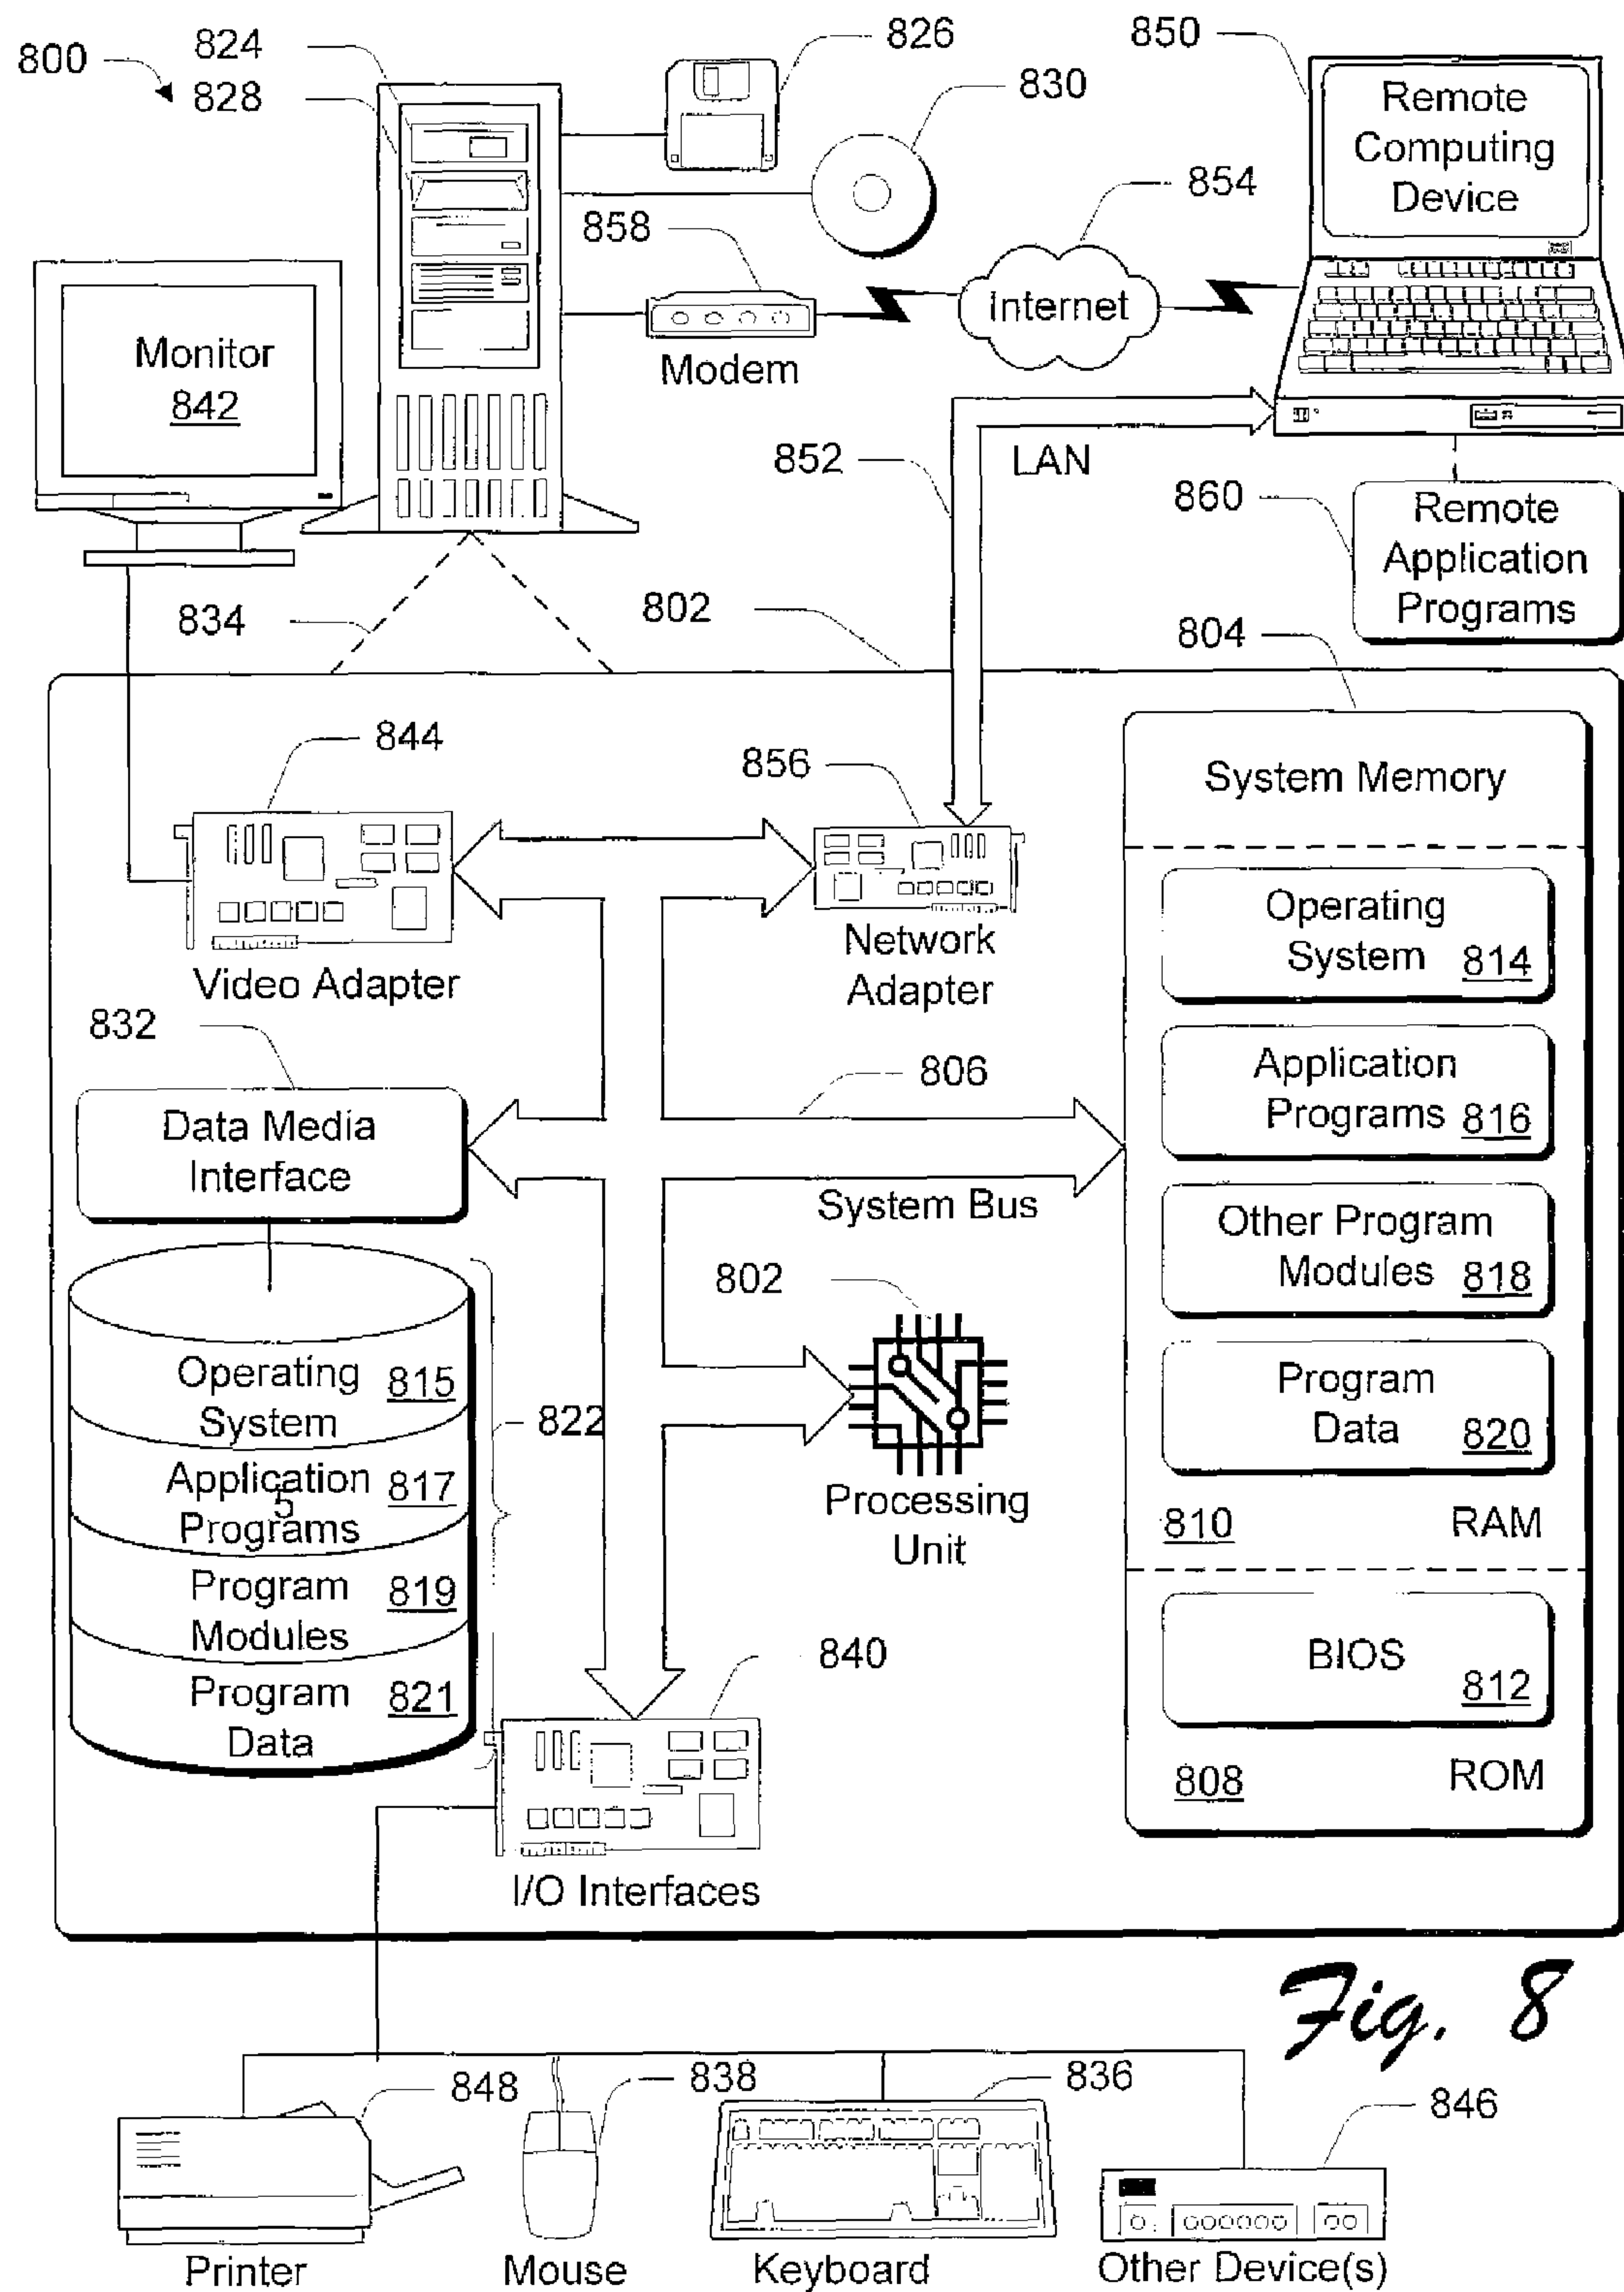 800
824
828
826
830
850
Remote
Computing
Device
854
858
Internet
Modem
Monitor
842
852
LAN
860
Remote
Application
Programs
834
802
804
844
856
System Memory
Video Adapter
Network
Adapter
Operating
System 814
832
806
Application
Programs 816
Data Media
Interface
System Bus
Other Program
Modules 818
802
Operating 815
System
822
Program
Data 820
Application 817
5
Programs
Processing
Unit
810 RAM
Program 819
Modules
840
BIOS
812
Program 821
Data
808 ROM
I/O Interfaces
Fig. 8
848
838
836
846
Printer
Mouse
Keyboard
Other Device(s)